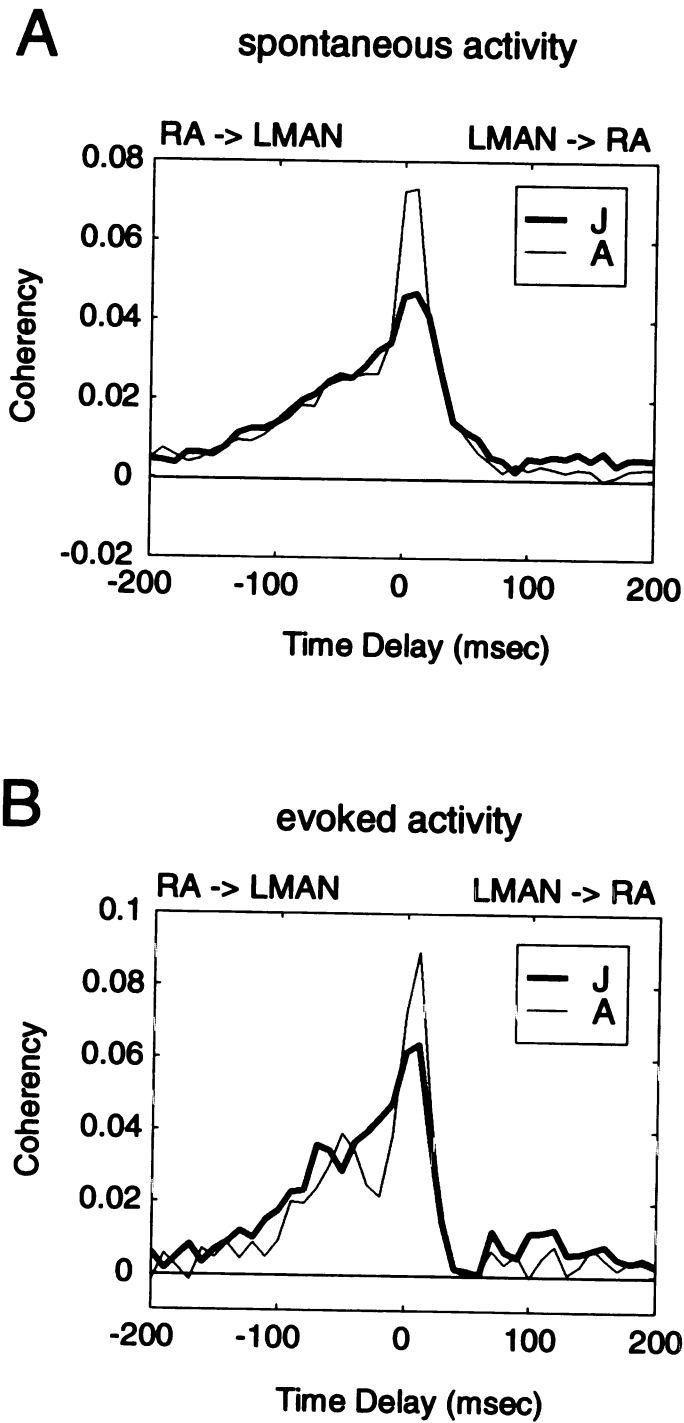 A
spontaneous activity
RA -> LMAN
LMAN -> RA
0.08
0.06
0.04
0.02
0
-0.02
Coherency
J
A
-200
-100
0
100
200
Time Delay (msec)
B
evoked activity
RA -> LMAN
LMAN -> RA
0.1
0.08
0.06
0.04
0.02
0
Coherency
J
A
-200
-100
0
100
200
Time Delay (msec)